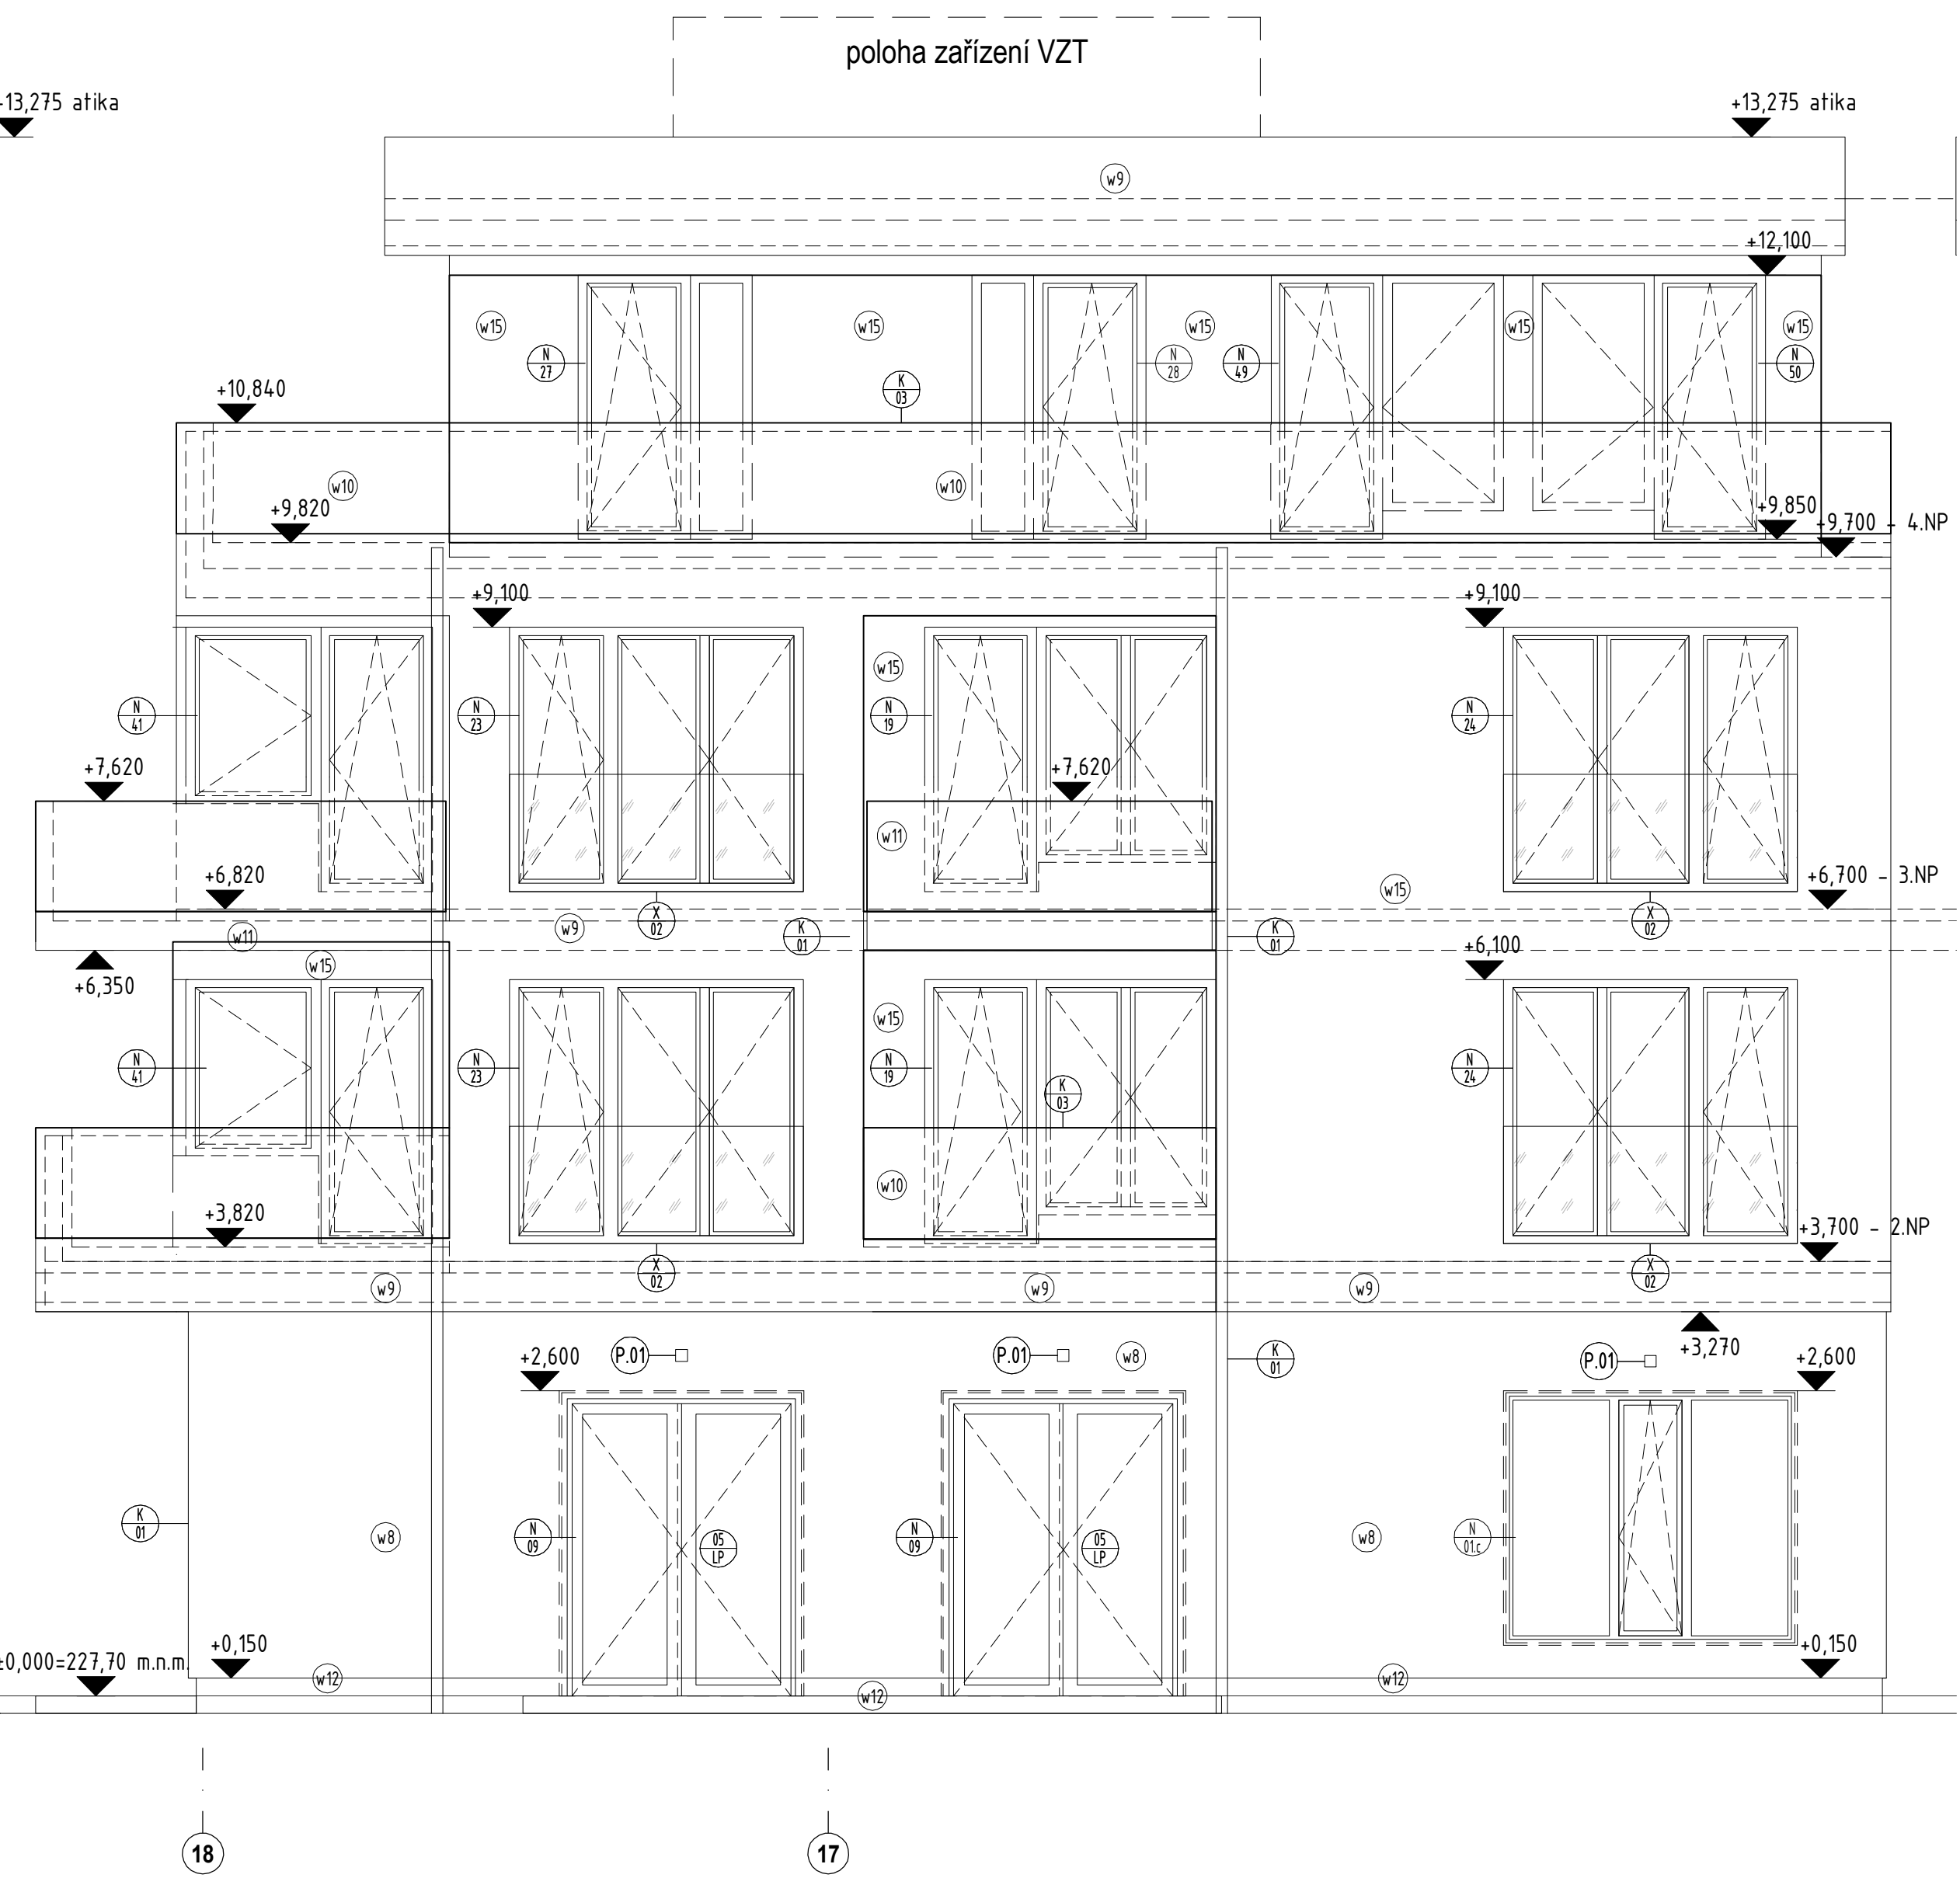 poloha zařízení VZT
+13,275 atika
+13,275 atika
w9
+12,100
w15
w15
w15
w15
w15
N
27
N
28
N
49
N
50
K
03
+10,840
w10
w10
+9,820
+9,850
+9,700 - 4.NP
+9,100
+9,100
w15
N
41
N
23
N
19
N
24
+7,620
+7,620
w11
+6,820
w15
+6,700 - 3.NP
X
02
X
02
w11
w9
K
01
K
01
+6,100
w15
+6,350
w15
N
41
N
23
N
19
N
24
K
03
w10
+3,820
+3,700 - 2.NP
X
02
X
02
w9
w9
w9
+3,270
+2,600
P.01
P.01
w8
K
01
P.01
+2,600
K
01
w8
N
09
05
LP
N
09
05
LP
w8
N
01.c
+0,150
+0,150
±0,000=227,70 m.n.m.
w12
w12
w12
18
17